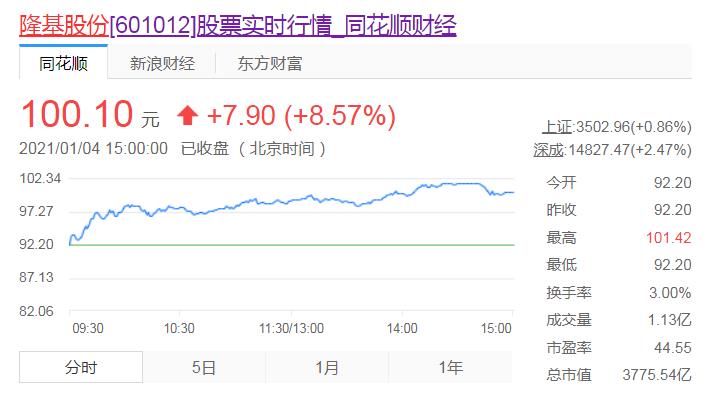 隆基股份[601012]股票实时行情_同花顺财经
同花顺 新浪财经 东方财富
100.10 元 +7.90 (+8.57%)
2021/01/04 15:00:00 已收盘 ( 北京时间 )
上证:3502.96(+0.86%)
深成:14827.47(+2.47%)
102.34
97.27
92.20
87.13
82.06
09:30 10:30 11:30/13:00 14:00 15:00
今开 92.20
昨收 92.20
最高 101.42
最低 92.20
换手率 3.00%
成交量 1.13亿
市盈率 44.55
总市值 3775.54亿
分时 5日 1月 1年